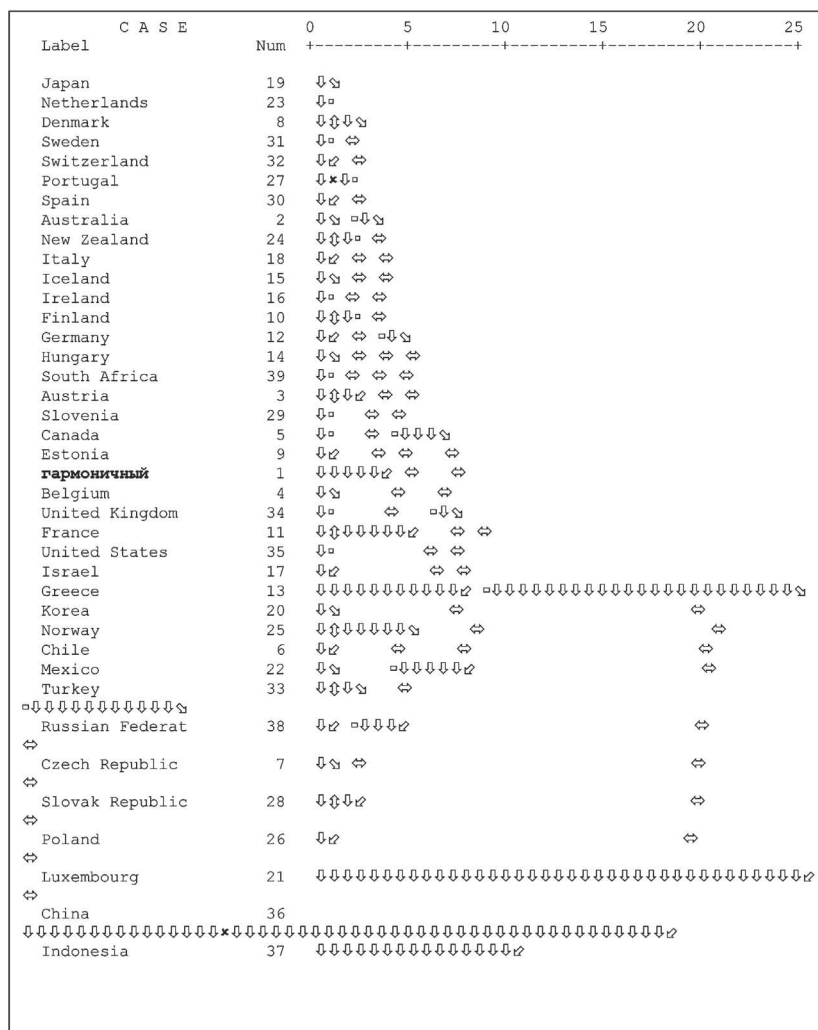 C A S E 0 5 10 15 20 25
Label Num +---------+---------+---------+---------+---------+
Japan 19 ⇩⇘
Netherlands 23 ⇩▫
Denmark 8 ⇩⇕⇩⇘
Sweden 31 ⇩▫ ⇔
Switzerland 32 ⇩⇙ ⇔
Portugal 27 ⇩×⇩▫
Spain 30 ⇩⇙ ⇔
Australia 2 ⇩⇘ ▫⇩⇘
New Zealand 24 ⇩⇕⇩▫ ⇔
Italy 18 ⇩⇙ ⇔ ⇔
Iceland 15 ⇩⇘ ⇔ ⇔
Ireland 16 ⇩▫ ⇔ ⇔
Finland 10 ⇩⇕⇩▫ ⇔
Germany 12 ⇩⇙ ⇔ ▫⇩⇘
Hungary 14 ⇩⇘ ⇔ ⇔ ⇔
South Africa 39 ⇩▫ ⇔ ⇔ ⇔
Austria 3 ⇩⇕⇩⇙ ⇔ ⇔
Slovenia 29 ⇩▫ ⇔ ⇔
Canada 5 ⇩▫ ⇔ ▫⇩⇩⇩⇘
Estonia 9 ⇩⇙ ⇔ ⇔ ⇔
гармоничный 1 ⇩⇩⇩⇩⇩⇙ ⇔ ⇔
Belgium 4 ⇩⇘ ⇔ ⇔
United Kingdom 34 ⇩▫ ⇔ ▫⇩⇘
France 11 ⇩⇕⇩⇩⇩⇩⇩⇙ ⇔ ⇔
United States 35 ⇩▫ ⇔ ⇔
Israel 17 ⇩⇙ ⇔ ⇔
Greece 13 ⇩⇩⇩⇩⇩⇩⇩⇩⇩⇩⇩⇙ ▫⇩⇩⇩⇩⇩⇩⇩⇩⇩⇩⇩⇩⇩⇩⇩⇩⇩⇩⇩⇩⇩⇩⇩⇘
Korea 20 ⇩⇘ ⇔ ⇔
Norway 25 ⇩⇕⇩⇩⇩⇩⇩⇘ ⇔ ⇔
Chile 6 ⇩⇙ ⇔ ⇔ ⇔
Mexico 22 ⇩⇘ ▫⇩⇩⇩⇩⇩⇙ ⇔
Turkey 33 ⇩⇕⇩⇘ ⇔
▫⇩⇩⇩⇩⇩⇩⇩⇩⇩⇩⇩⇘
Russian Federat 38 ⇩⇙ ▫⇩⇩⇩⇙ ⇔
⇔
Czech Republic 7 ⇩⇘ ⇔ ⇔
⇔
Slovak Republic 28 ⇩⇕⇩⇙ ⇔
⇔
Poland 26 ⇩⇙ ⇔
⇔
Luxembourg 21 ⇩⇩⇩⇩⇩⇩⇩⇩⇩⇩⇩⇩⇩⇩⇩⇩⇩⇩⇩⇩⇩⇩⇩⇩⇩⇩⇩⇩⇩⇩⇩⇩⇩⇩⇩⇩⇩⇙
⇔
China 36
⇩⇩⇩⇩⇩⇩⇩⇩⇩⇩⇩⇩⇩⇩⇩×⇩⇩⇩⇩⇩⇩⇩⇩⇩⇩⇩⇩⇩⇩⇩⇩⇩⇩⇩⇩⇩⇩⇩⇩⇩⇩⇩⇩⇩⇩⇩⇩⇩⇙
Indonesia 37 ⇩⇩⇩⇩⇩⇩⇩⇩⇩⇩⇩⇩⇩⇩⇩⇙